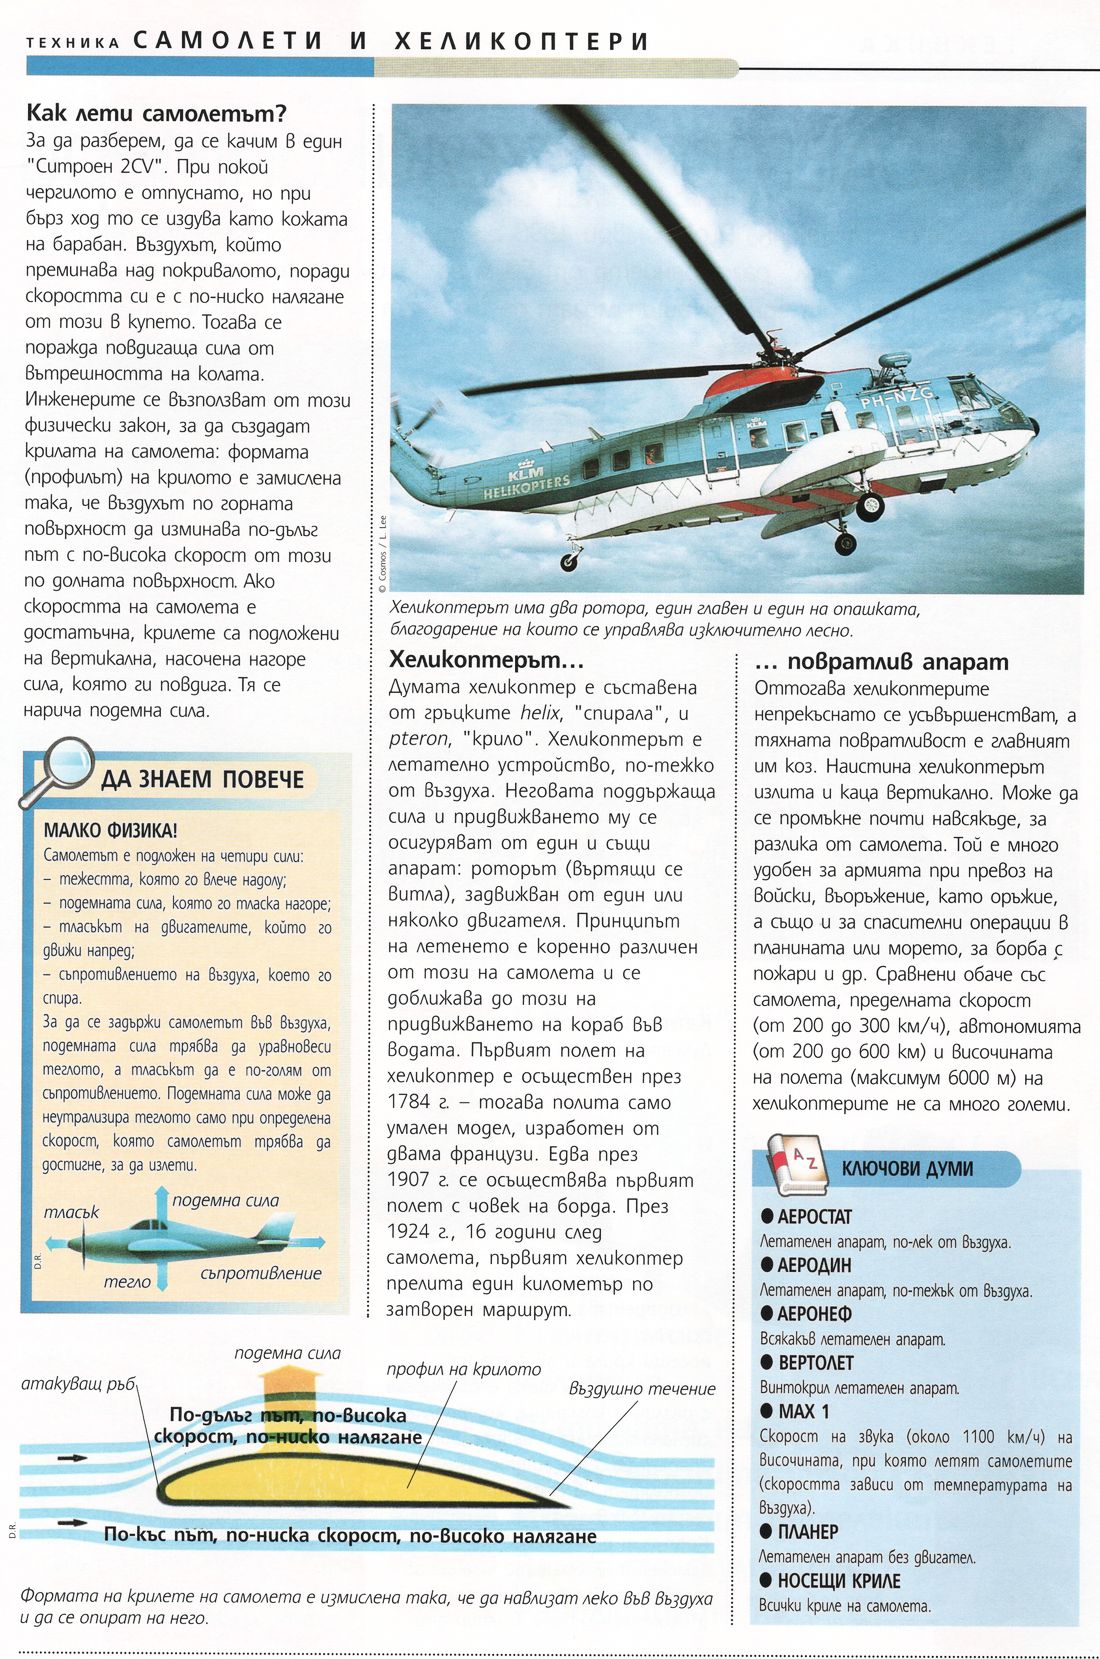 ТЕХНИКА САМОЛЕТИ И ХЕЛИКОПТЕРИ
Как лети самолетът?
За да разберем, да се качим в един
"Ситроен 2CV". При покой
чергилото е отпуснато, но при
бърз ход то се издува като кожата
на барабан. Въздухът, който
преминава над покривалото, поради
скоростта си е с по-ниско налягане
от този в купето. Тогава се
поражда повдигаща сила от
вътрешността на колата.
Инженерите се възползват от този
физически закон, за да създадат
крилата на самолета: формата
(профилът) на крилото е замислена
така, че въздухът по горната
повърхност да изминава по-дълъг
път с по-висока скорост от този
по долната повърхност. Ако
скоростта на самолета е
достатъчна, крилете са подложени
на вертикална, насочена нагоре
сила, която ги повдига. Тя се
нарича подемна сила.
ДА ЗНАЕМ ПОВЕЧЕ
МАЛКО ФИЗИКА!
Самолетът е подложен на четири сили:
– тежестта, която го влече надолу;
– подемната сила, която го тласка нагоре;
– тласъкът на двигателите, който го
движи напред;
– съпротивлението на въздуха, което го
спира.
За да се задържи самолетът във въздуха,
подемната сила трябва да уравновеси
теглото, а тласъкът да е по-голям от
съпротивлението. Подемната сила може да
неутрализира теглото само при определена
скорост, която самолетът трябва да
достигне, за да излети.
подемна сила
тласък
тегло
съпротивление
D.R.
PH-NZG
KLM
KLM
HELIKOPTERS
© Cosmos / L. Lee
Хеликоптерът има два ротора, един главен и един на опашката,
благодарение на които се управлява изключително лесно.
Хеликоптерът...
Думата хеликоптер е съставена
от гръцките helix, "спирала", и
pteron, "крило". Хеликоптерът е
летателно устройство, по-тежко
от въздуха. Неговата поддържаща
сила и придвижването му се
осигуряват от един и същи
апарат: роторът (въртящи се
витла), задвижван от един или
няколко двигателя. Принципът
на летенето е коренно различен
от този на самолета и се
доближава до този на
придвижването на кораб във
водата. Първият полет на
хеликоптер е осъществен през
1784 г. – тогава полита само
умален модел, изработен от
двама французи. Едва през
1907 г. се осъществява първият
полет с човек на борда. През
1924 г., 16 години след
самолета, първият хеликоптер
прелита един километър по
затворен маршрут.
... повратлив апарат
Оттогава хеликоптерите
непрекъснато се усъвършенстват, а
тяхната повратливост е главният
им коз. Наистина хеликоптерът
излита и каца вертикално. Може да
се промъкне почти навсякъде, за
разлика от самолета. Той е много
удобен за армията при превоз на
войски, въоръжение, като оръжие,
а също и за спасителни операции в
планината или морето, за борба с
пожари и др. Сравнени обаче със
самолета, пределната скорост
(от 200 до 300 км/ч), автономията
(от 200 до 600 км) и височината
на полета (максимум 6000 м) на
хеликоптерите не са много големи.
A Z
КЛЮЧОВИ ДУМИ
● АЕРОСТАТ
Летателен апарат, по-лек от въздуха.
● АЕРОДИН
Летателен апарат, по-тежък от въздуха.
● АЕРОНЕФ
Всякакъв летателен апарат.
● ВЕРТОЛЕТ
Винтокрил летателен апарат.
● МАХ 1
Скорост на звука (около 1100 км/ч) на
височината, при която летят самолетите
(скоростта зависи от температурата на
въздуха).
● ПЛАНЕР
Летателен апарат без двигател.
● НОСЕЩИ КРИЛЕ
Всички криле на самолета.
подемна сила
профил на крилото
атакуващ ръб
въздушно течение
По-дълъг път, по-висока
скорост, по-ниско налягане
По-къс път, по-ниска скорост, по-високо налягане
D.R.
Формата на крилете на самолета е измислена така, че да навлизат леко във въздуха
и да се опират на него.